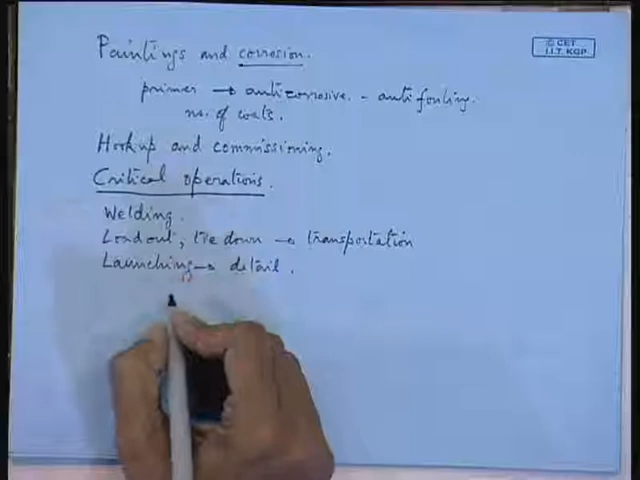 © CET
I.I.T. KGP
Paintings and corrosion.
primer → anticorrosive - antifouling.
no. of coats.
Hookup and commissioning.
Critical operations.
Welding.
Loadout, tie down → transportation
Launching → detail.